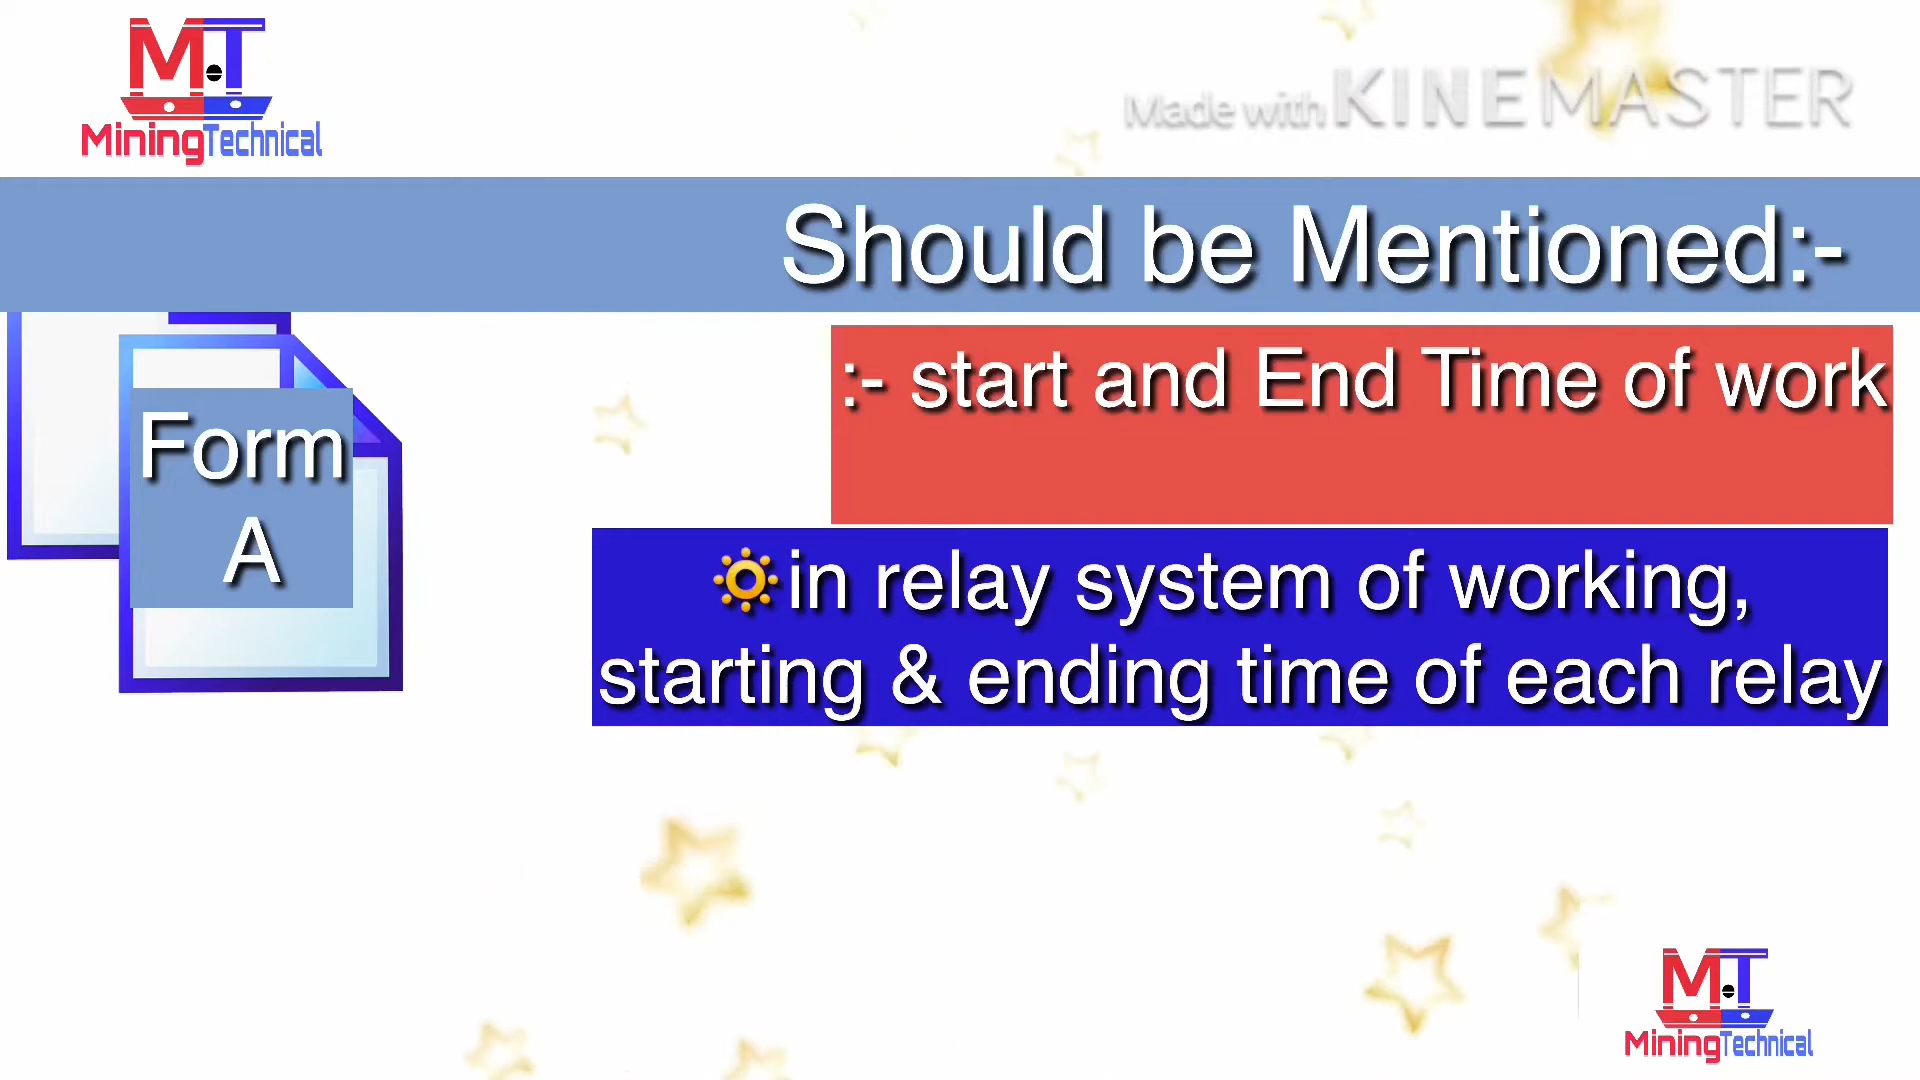 M.T
MiningTechnical
Made with KINEMASTER
Should be Mentioned:-
:- start and End Time of work
Form
A
in relay system of working,
starting & ending time of each relay
M.T
MiningTechnical